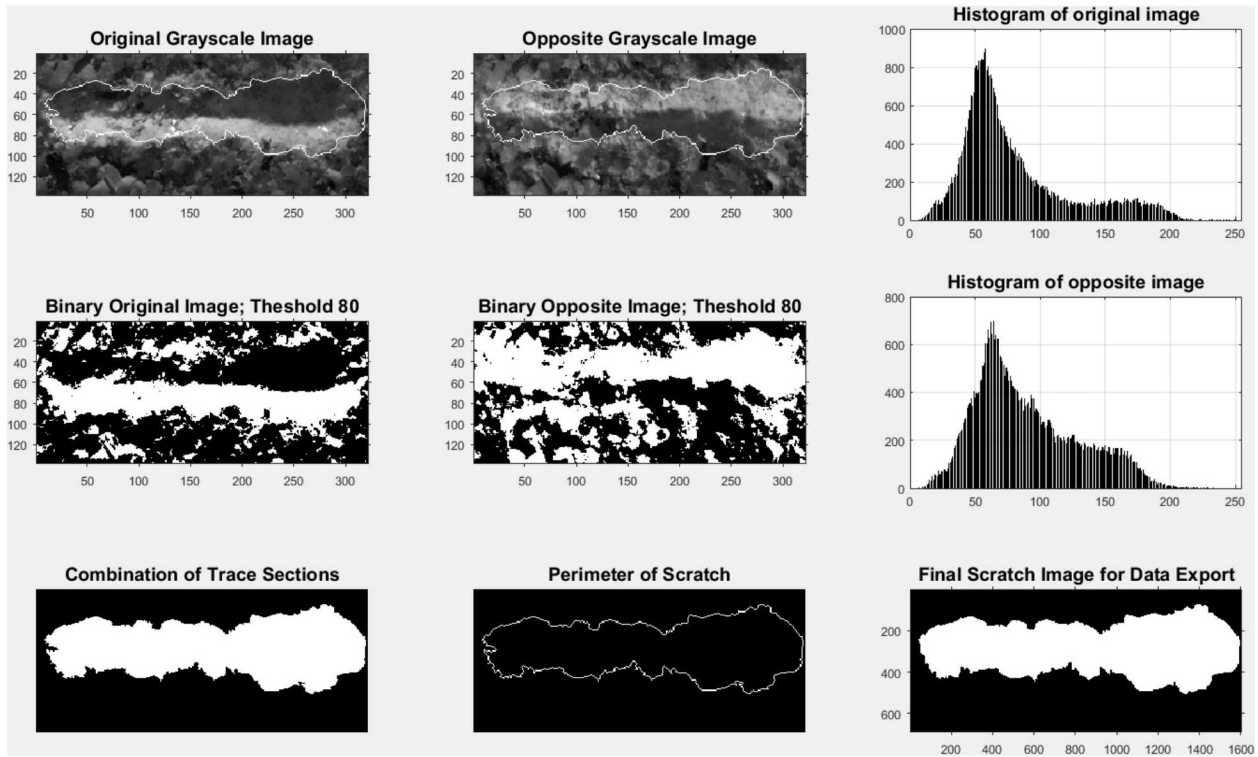 Original Grayscale Image
20
40
60
80
100
120
50 100 150 200 250 300
Opposite Grayscale Image
20
40
60
80
100
120
50 100 150 200 250 300
Histogram of original image
1000
800
600
400
200
0
0 50 100 150 200 250
Binary Original Image; Theshold 80
20
40
60
80
100
120
50 100 150 200 250 300
Binary Opposite Image; Theshold 80
20
40
60
80
100
120
50 100 150 200 250 300
Histogram of opposite image
800
600
400
200
0
0 50 100 150 200 250
Combination of Trace Sections
Perimeter of Scratch
Final Scratch Image for Data Export
200
400
600
200 400 600 800 1000 1200 1400 1600